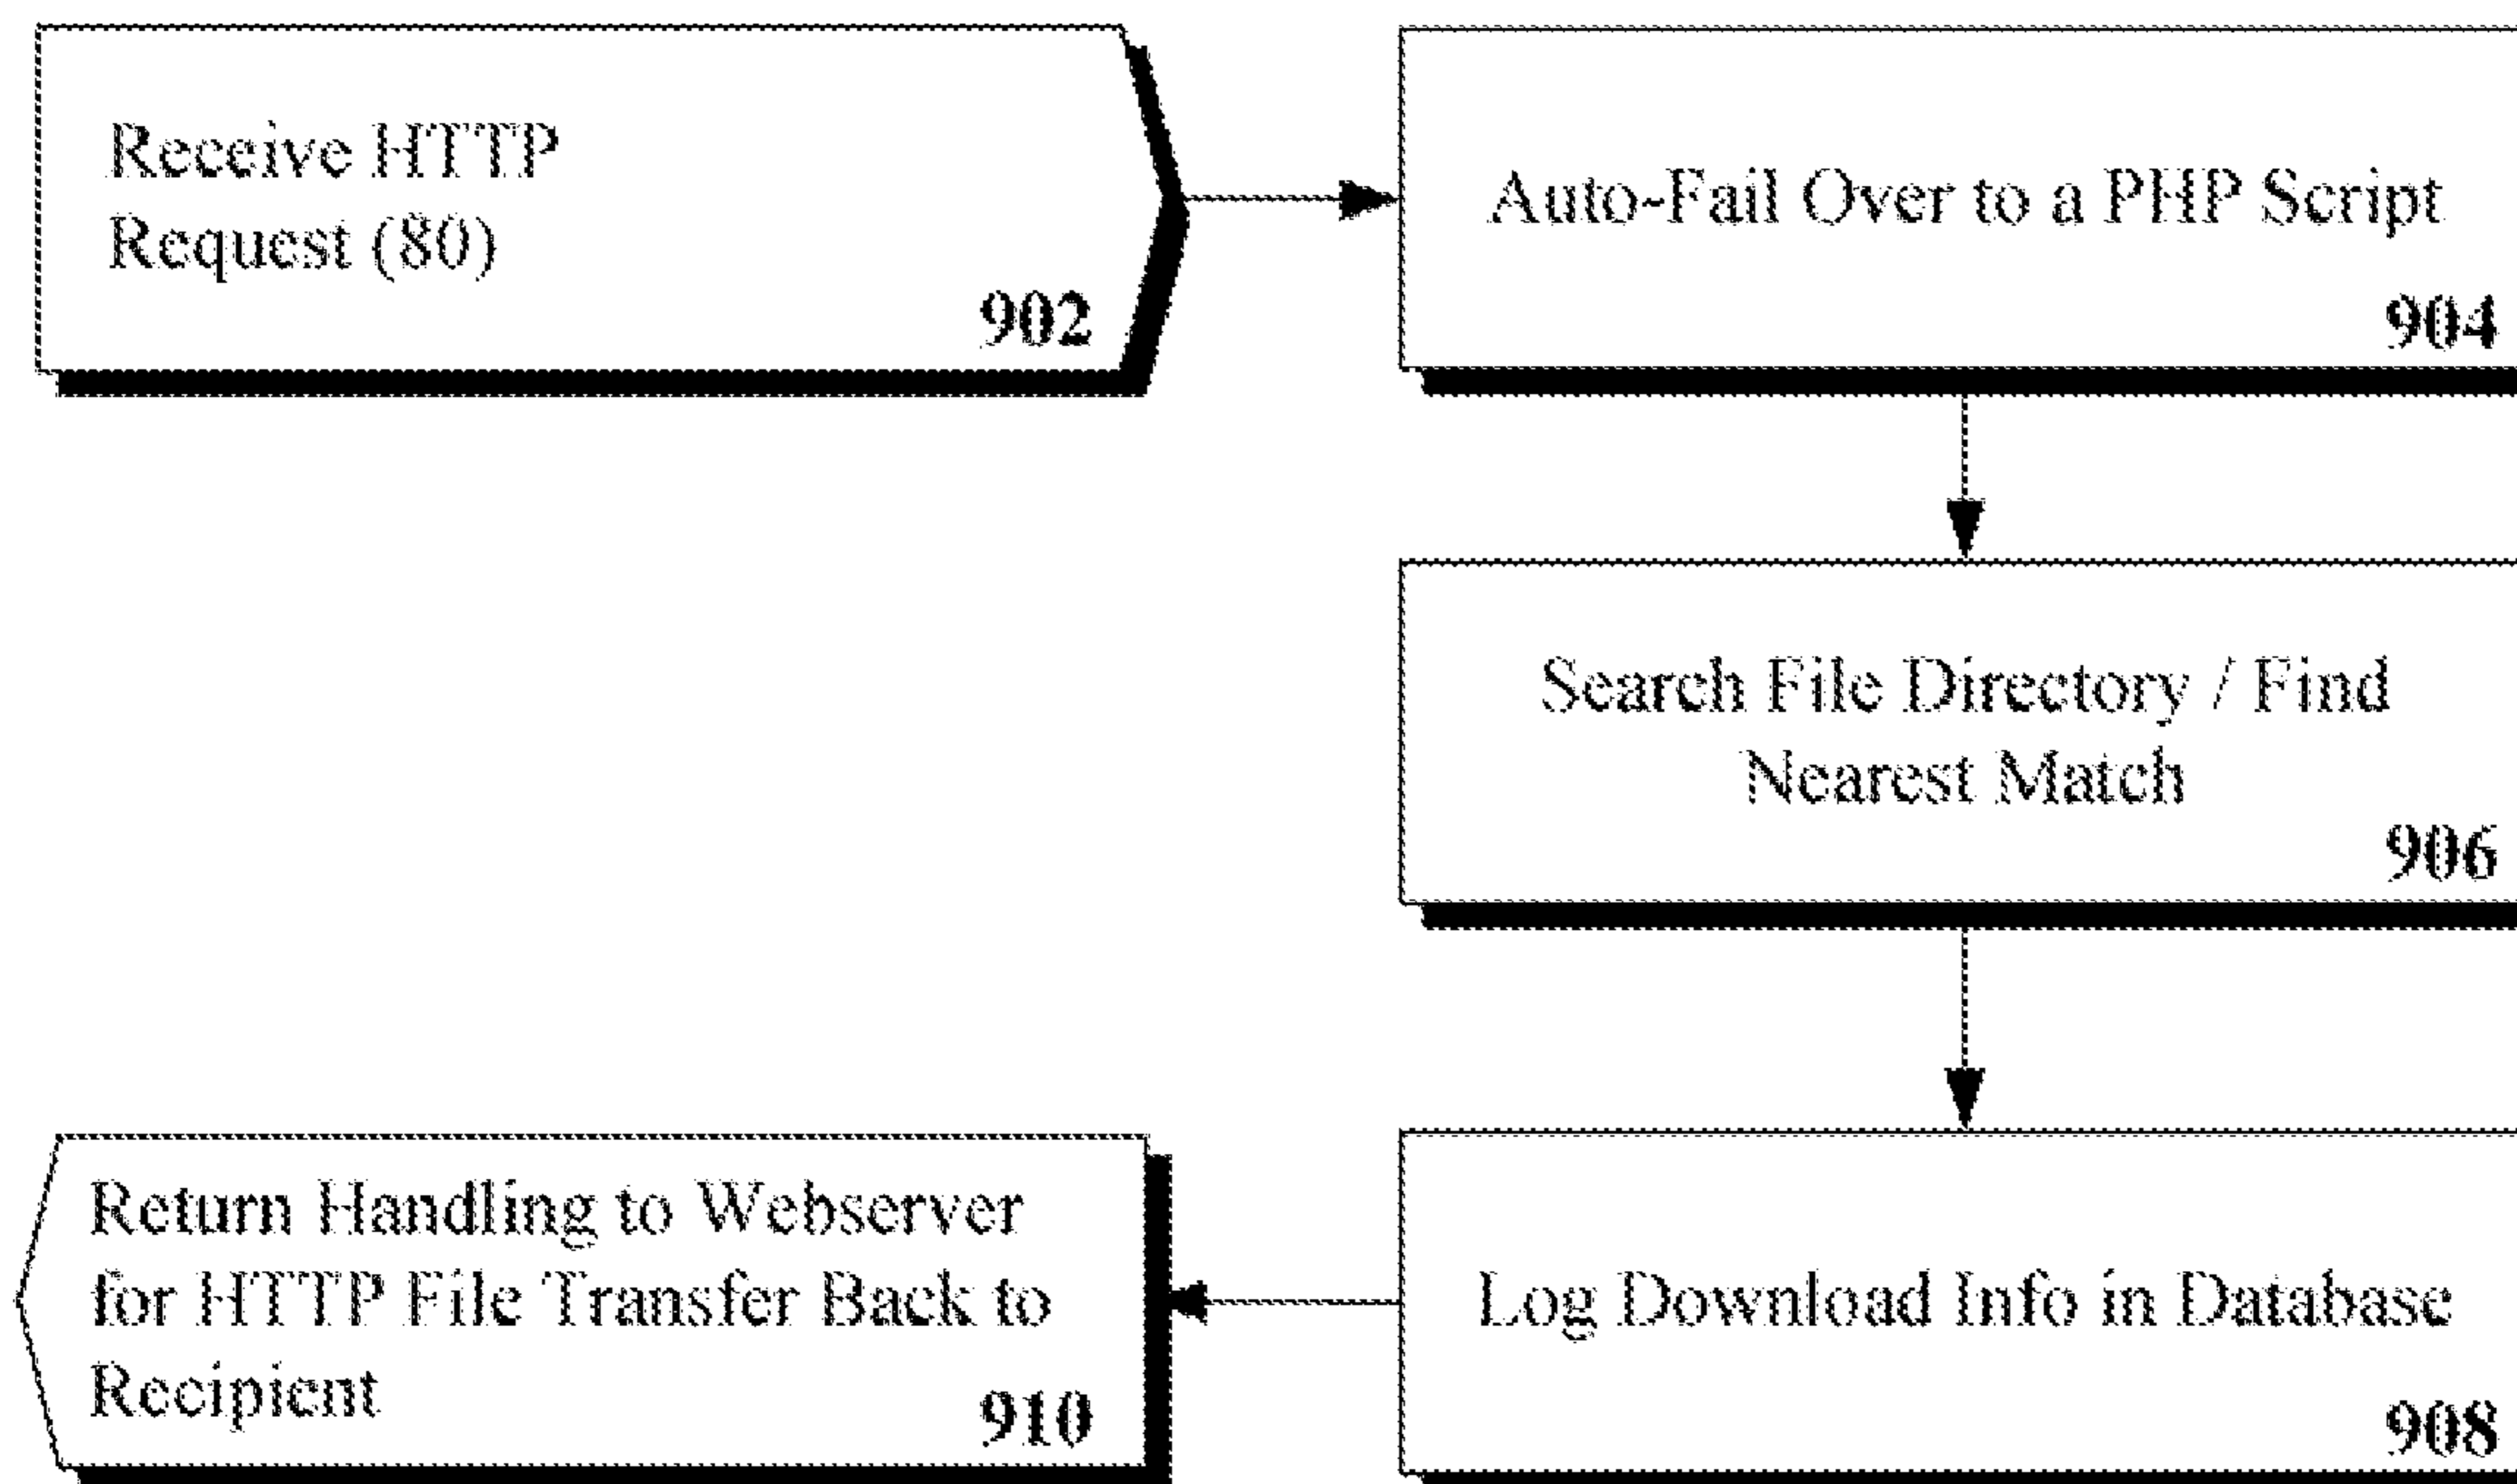 Receive HTTP
Request (80)
902
Auto-Fail Over to a PHP Script
904
Search File Directory / Find
Nearest Match
906
Log Download Info in Database
908
Return Handling to Webserver
for HTTP File Transfer Back to
Recipient
910